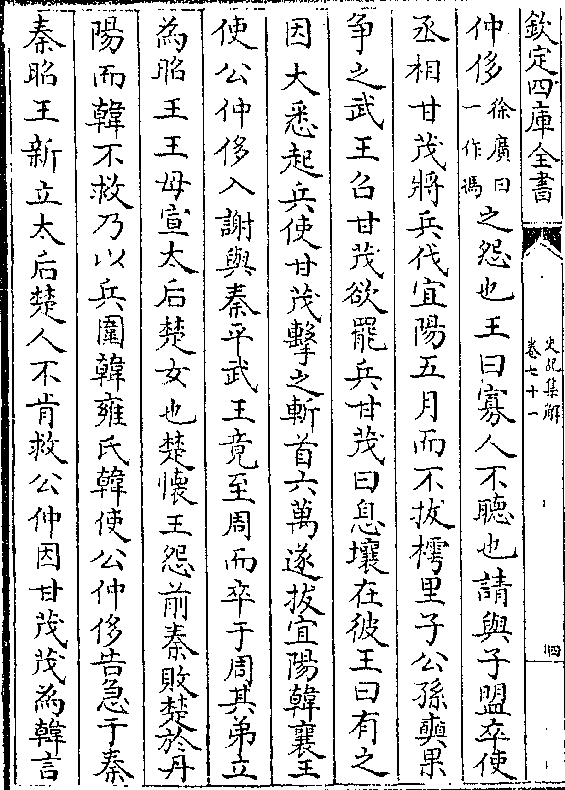 欽定四庫全書
史記集解
卷七十一
四
仲侈徐廣曰一作馮之怨也王曰寡人不聽也請與子盟卒使
丞相甘茂將兵伐宜陽五月而不拔樗里子公孫奭果
争之武王召甘茂欲罷兵甘茂曰息壤在彼王曰有之
因大悉起兵使甘茂擊之斬首六萬遂拔宜陽韓襄王
使公仲侈入謝與秦平武王竟至周而卒于周其弟立
為昭王王母宣太后楚女也楚懷王怨前秦敗楚於丹
陽而韓不救乃以兵圍韓雍氏韓使公仲侈告急于秦
秦昭王新立太后楚人不肯救公仲因甘茂茂為韓言